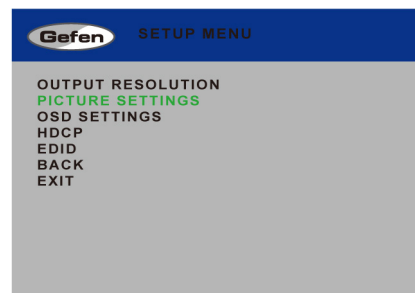 Gefen SETUP MENU
OUTPUT RESOLUTION
PICTURE SETTINGS
OSD SETTINGS
HDCP
EDID
BACK
EXIT